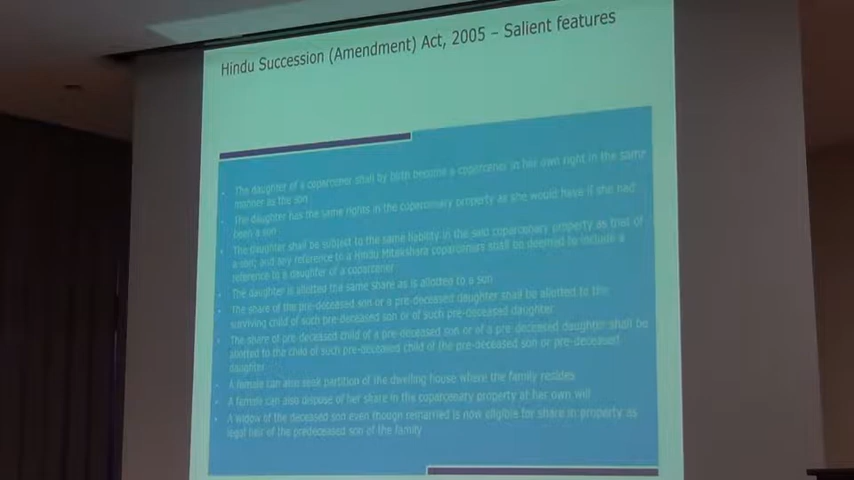 Hindu Succession (Amendment) Act, 2005 – Salient features
The daughter of a coparcener shall by both become a coparcener in her own right in the same
manner as the son
The daughter has the same rights in the coparcenary property as she would have if she had
been a son
The daughter shall be subject to the same liability in the said coparcenary property as that of
a son; and any reference to a Hindu Mitakshara coparceners shall be deemed to include a
reference to a daughter of a coparcener
The daughter is allotted the same share as is allotted to a son
The share of the pre-deceased son or a pre-deceased daughter shall be allotted to the
surviving child of such pre-deceased son or of such pre-deceased daughter
The share of pre-deceased child of a pre-deceased son or of a pre-deceased daughter shall be
allotted to the child of such pre-deceased child of the pre-deceased son or pre-deceased
daughter
A female can also seek partition of the dwelling house where the family resides
A female can also dispose of her share in the coparcenary property at her own will
A widow of the deceased son even though remarried is now eligible for share in property as
legal heir of the predeceased son of the family